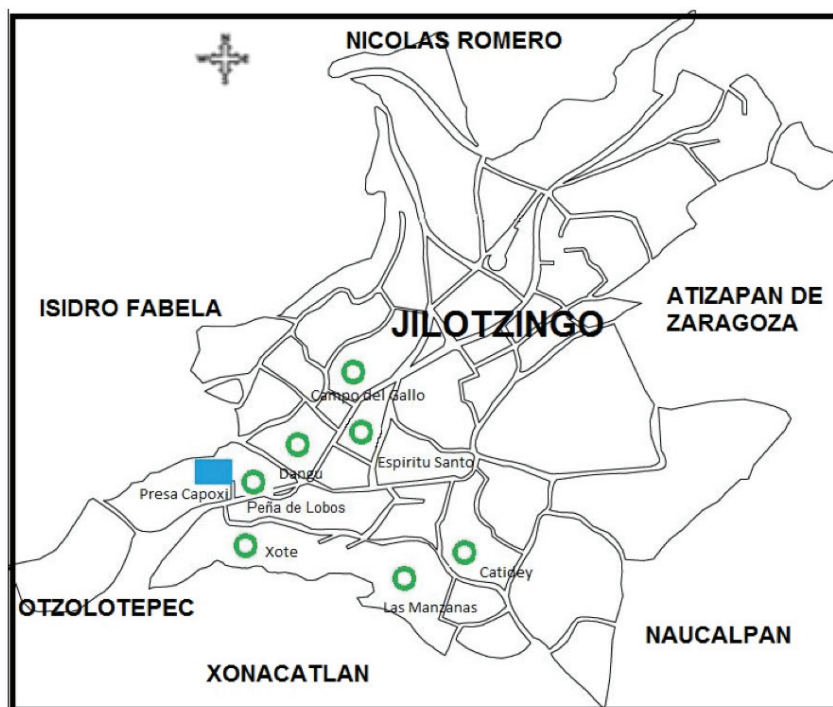 N
W E
S
NICOLAS ROMERO
ISIDRO FABELA
ATIZAPAN DE
ZARAGOZA
JILOTZINGO
Campo del Gallo
Espiritu Santo
Dangu
Presa Capoxi
Peña de Lobos
Xote
Catidey
Las Manzanas
OTZOLOTEPEC
NAUCALPAN
XONACATLAN